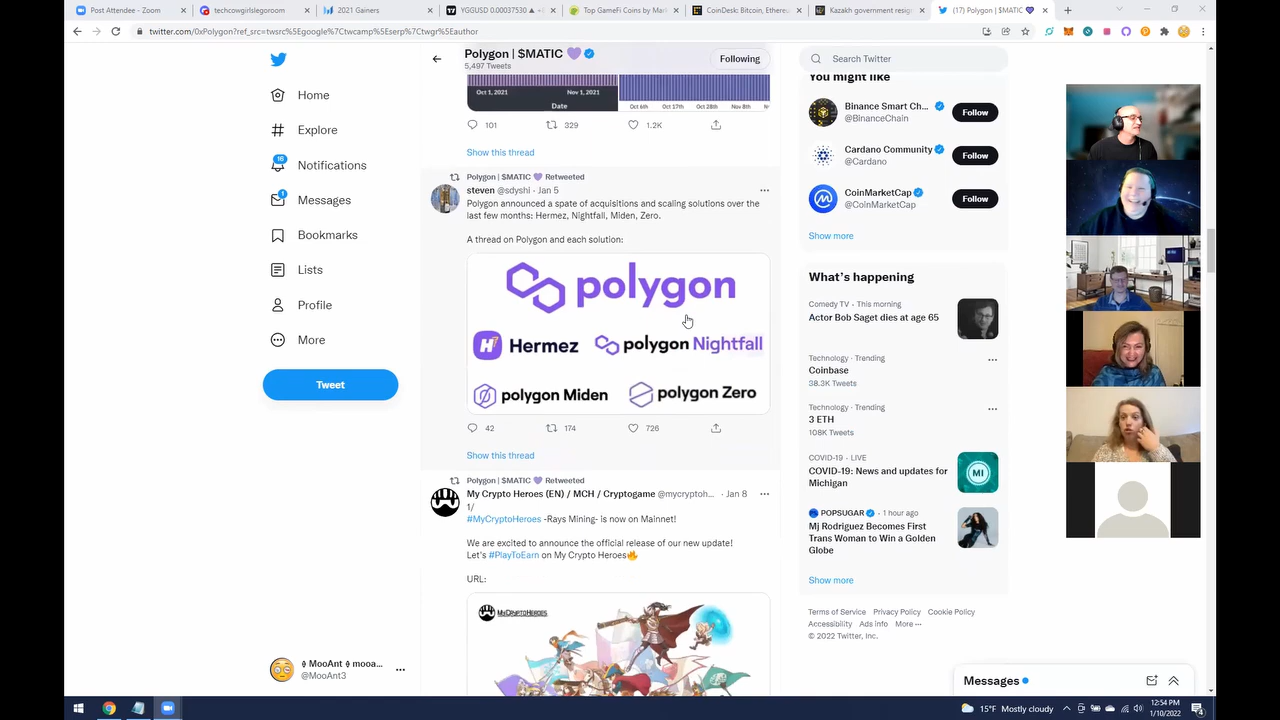 Post Attendee - Zoom
techcowgirlslegoroom
2021 Gainers
YGGUSD 0.00037530 ▲ +
Top GameFi Coins by Mar
CoinDesk: Bitcoin, Ethere
Kazakh government resig
(17) Polygon | $MATIC 💜
twitter.com/0xPolygon?ref_src=twsrc%5Egoogle%7Ctwcamp%5Eserp%7Ctwgr%5Eauthor
Home
Explore
16
Notifications
1
Messages
Bookmarks
Lists
Profile
More
Tweet
MooAnt mooa...
@MooAnt3
Polygon | $MATIC 💜
5,497 Tweets
Following
Oct 1, 2021
Nov 1, 2021
Date
Oct 6th
Oct 17th
Oct 28th
Nov 8th
101
329
1.2K
Show this thread
Polygon | $MATIC 💜 Retweeted
steven @sdyshi · Jan 5
Polygon announced a spate of acquisitions and scaling solutions over the
last few months: Hermez, Nightfall, Miden, Zero.
A thread on Polygon and each solution:
polygon
Hermez
polygon Nightfall
polygon Miden
polygon Zero
42
174
726
Show this thread
Polygon | $MATIC 💜 Retweeted
My Crypto Heroes (EN) / MCH / Cryptogame @mycryptoh... · Jan 8
1/
#MyCryptoHeroes -Rays Mining- is now on Mainnet!
We are excited to announce the official release of our new update!
Let's #PlayToEarn on My Crypto Heroes🔥
URL:
MYCRYPTOHEROES
Search Twitter
You might like
Binance Smart Ch...
@BinanceChain
Follow
Cardano Community
@Cardano
Follow
CoinMarketCap
@CoinMarketCap
Follow
Show more
What's happening
Comedy TV · This morning
Actor Bob Saget dies at age 65
Technology · Trending
Coinbase
38.3K Tweets
Technology · Trending
3 ETH
108K Tweets
COVID-19 · LIVE
COVID-19: News and updates for
Michigan
MI
POPSUGAR · 1 hour ago
Mj Rodriguez Becomes First
Trans Woman to Win a Golden
Globe
Show more
Terms of Service Privacy Policy Cookie Policy
Accessibility Ads info More ···
© 2022 Twitter, Inc.
Messages
15°F Mostly cloudy
12:54 PM
1/10/2022
4